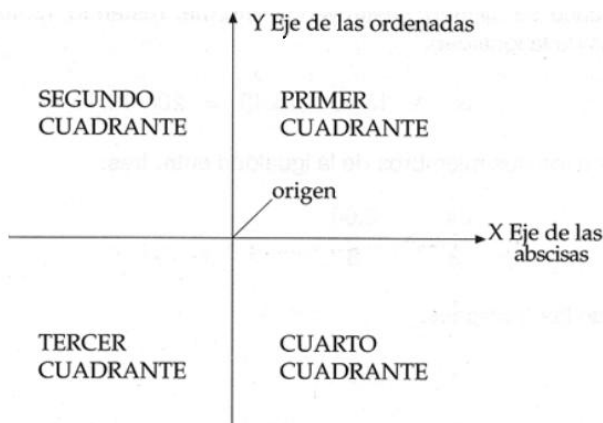 Y Eje de las ordenadas
SEGUNDO
CUADRANTE
PRIMER
CUADRANTE
origen
X Eje de las
abscisas
TERCER
CUADRANTE
CUARTO
CUADRANTE